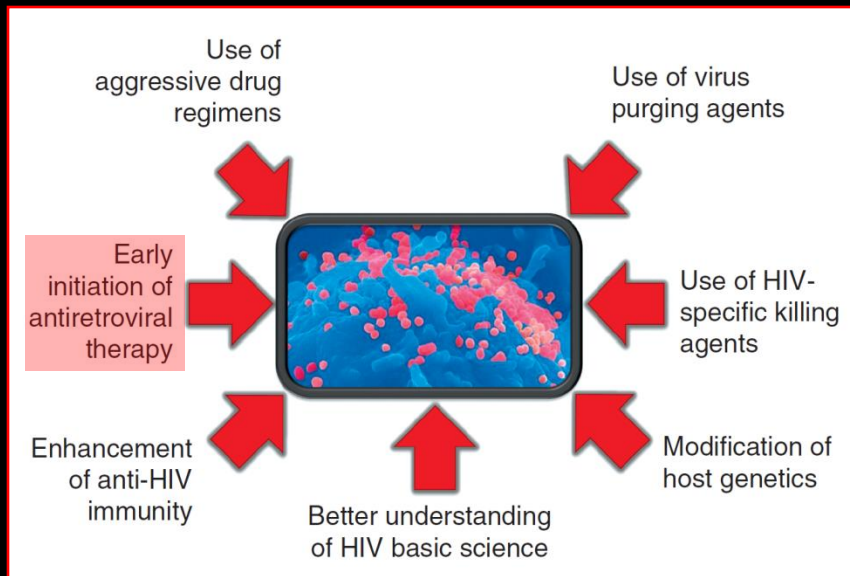 Use of
aggressive drug
regimens
Use of virus
purging agents
Early
initiation of
antiretroviral
therapy
Use of HIV-
specific killing
agents
Enhancement
of anti-HIV
immunity
Better understanding
of HIV basic science
Modification of
host genetics